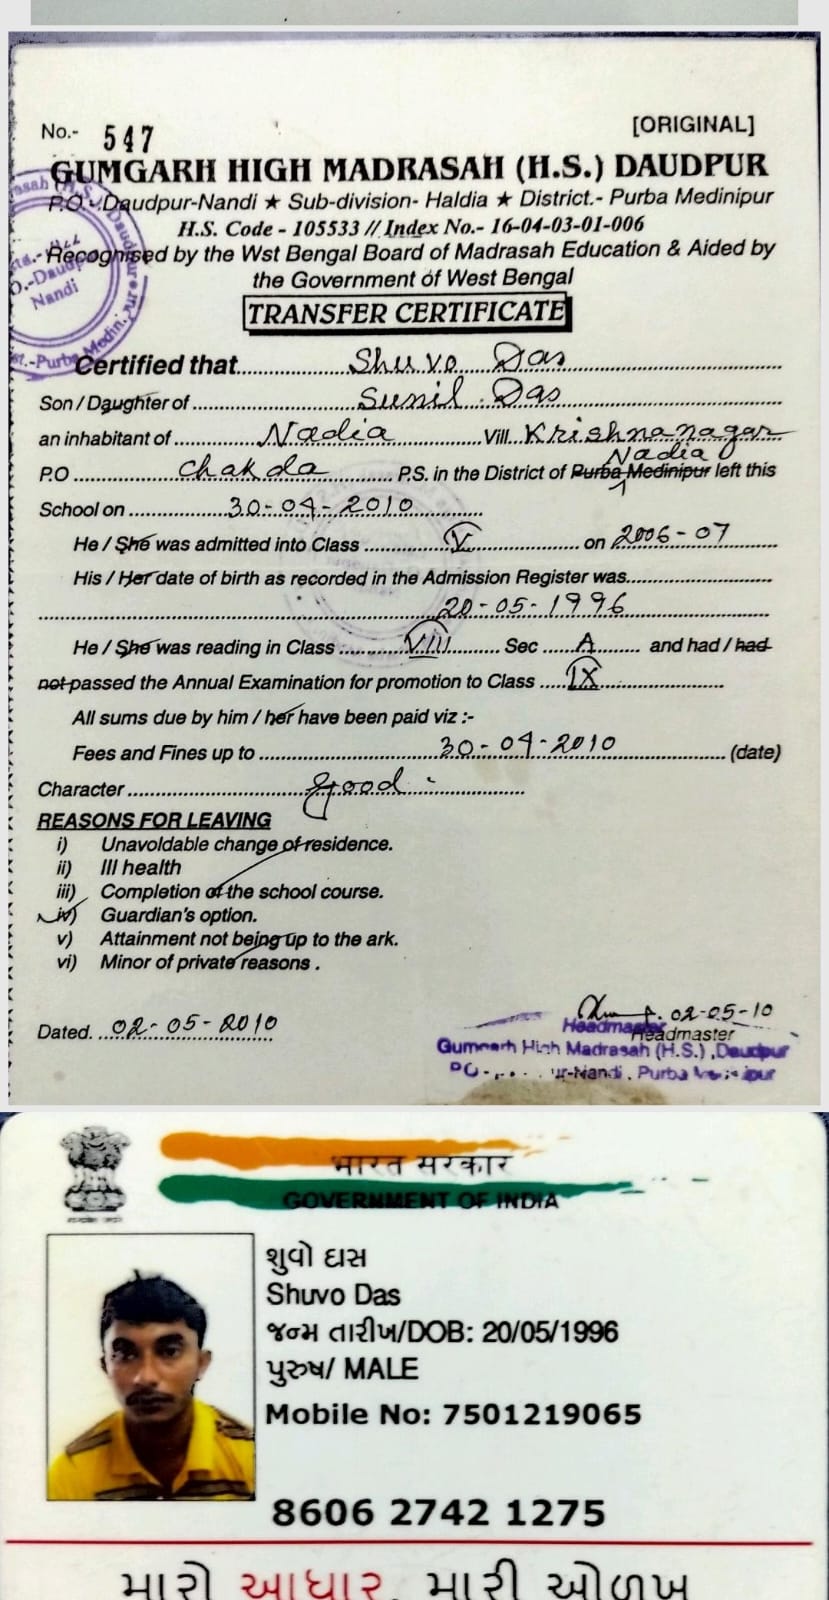 No.- 547 [ORIGINAL]
GUMGARH HIGH MADRASAH (H.S.) DAUDPUR
P.O.- Daudpur-Nandi ★ Sub-division- Haldia ★ District.- Purba Medinipur
H.S. Code - 105533 // Index No.- 16-04-03-01-006
Recognised by the Wst Bengal Board of Madrasah Education & Aided by
the Government of West Bengal
TRANSFER CERTIFICATE
Certified that Shuvo Das
Son / Daughter of Sunil Das
an inhabitant of Nadia Vill. Krishnanagar
Nadia
P.O Chakda P.S. in the District of Purba Medinipur left this
School on 30-04-2010
He / She was admitted into Class V on 2006-07
His / Her date of birth as recorded in the Admission Register was
20-05-1996
He / She was reading in Class VIII Sec A and had / had
not passed the Annual Examination for promotion to Class IX
All sums due by him / her have been paid viz :-
Fees and Fines up to 30-04-2010 (date)
Character good
REASONS FOR LEAVING
i) Unavoldable change of residence.
ii) Ill health
iii) Completion of the school course.
iv) Guardian's option.
v) Attainment not being up to the ark.
vi) Minor of private reasons .
02-05-10
Dated. 02-05-2010
Headmaster
Headmaster
Gumgarh High Madrasah (H.S.) ,Daudpur
ur-Nandi . Purba
भारत सरकार
GOVERNMENT OF INDIA
શુવો દાસ
Shuvo Das
જન્મ તારીખ/DOB: 20/05/1996
પુરુષ/ MALE
Mobile No: 7501219065
8606 2742 1275
મારો આધાર, મારી ઓળખ